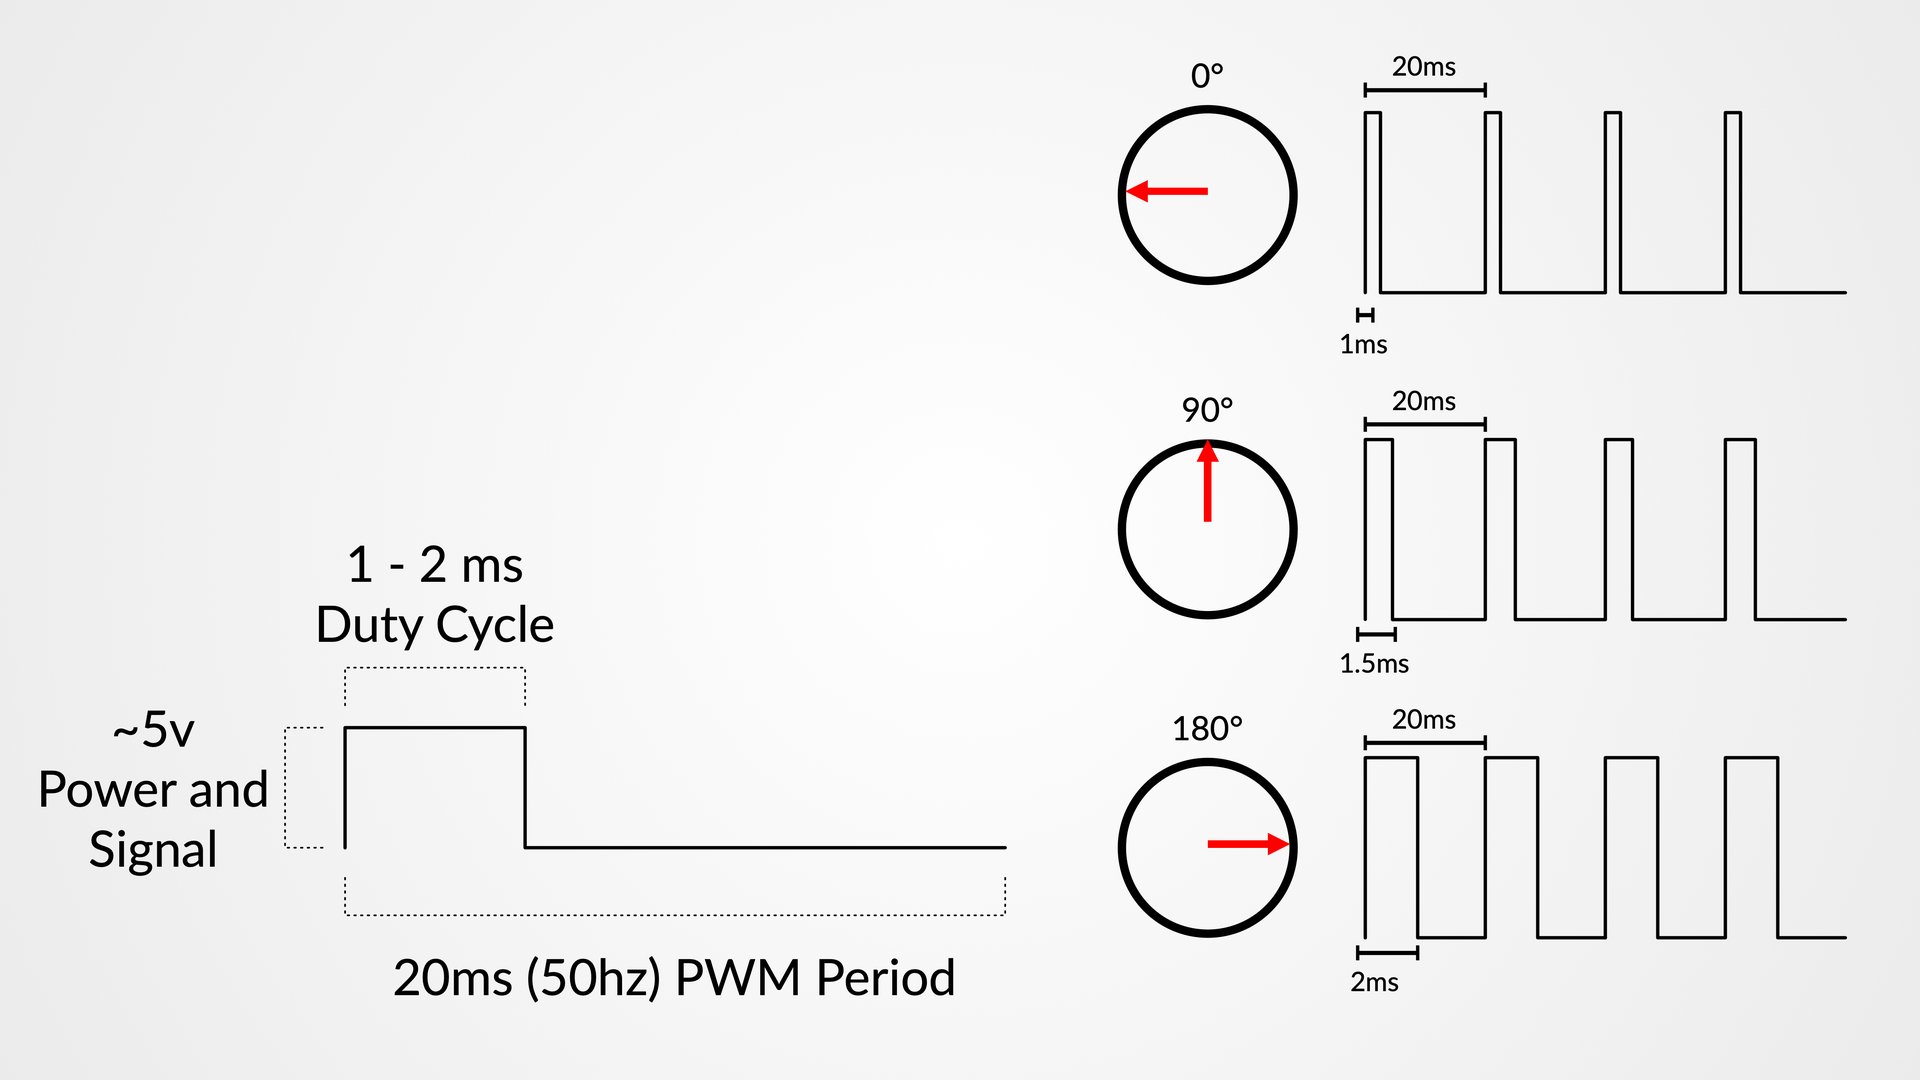 1 - 2 ms
Duty Cycle
~5v
Power and
Signal
20ms (50hz) PWM Period
0°
20ms
1ms
90°
20ms
1.5ms
180°
20ms
2ms